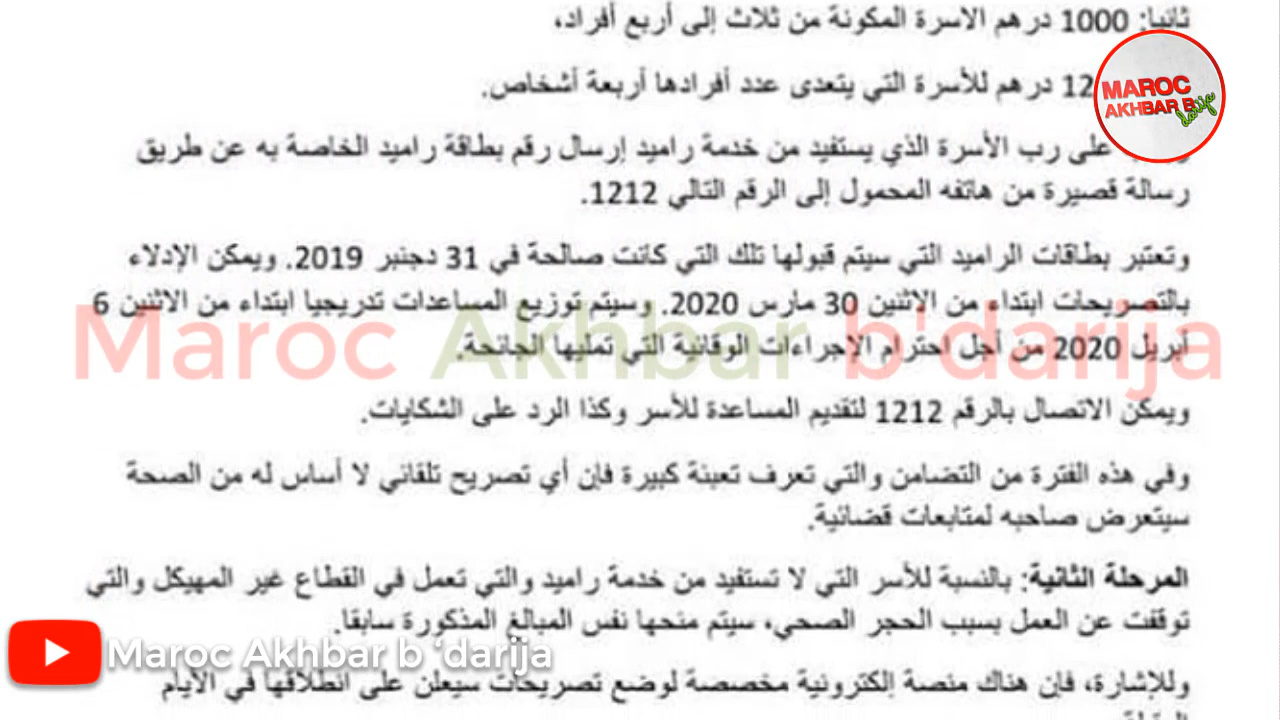 ثانيا: 1000 درهم الاسرة المكونة من ثلاث إلى أربع أفراد،
12 درهم للأسرة التي يتعدى عدد أفرادها أربعة أشخاص.
MAROC
AKHBAR B
darija
على رب الأسرة الذي يستفيد من خدمة راميد إرسال رقم بطاقة راميد الخاصة به عن طريق
رسالة قصيرة من هاتفه المحمول إلى الرقم التالي 1212.
وتعتبر بطاقات الراميد التي سيتم قبولها تلك التي كانت صالحة في 31 دجنبر 2019. ويمكن الإدلاء
بالتصريحات ابتداء من الاثنين 30 مارس 2020. وسيتم توزيع المساعدات تدريجيا ابتداء من الاثنين 6
أبريل 2020 من أجل احترام الإجراءات الوقائية التي تمليها الجائحة.
Maroc Akhbar b'darija
ويمكن الاتصال بالرقم 1212 لتقديم المساعدة للأسر وكذا الرد على الشكايات.
وفي هذه الفترة من التضامن والتي تعرف تعبئة كبيرة فإن أي تصريح تلقائي لا أساس له من الصحة
سيتعرض صاحبه لمتابعات قضائية.
المرحلة الثانية: بالنسبة للأسر التي لا تستفيد من خدمة راميد والتي تعمل في القطاع غير المهيكل والتي
توقفت عن العمل بسبب الحجر الصحي، سيتم منحها نفس المبالغ المذكورة سابقا.
Maroc Akhbar b 'darija
وللإشارة، فإن هناك منصة إلكترونية مخصصة لوضع تصريحات سيعلن على انطلاقها في الأيام